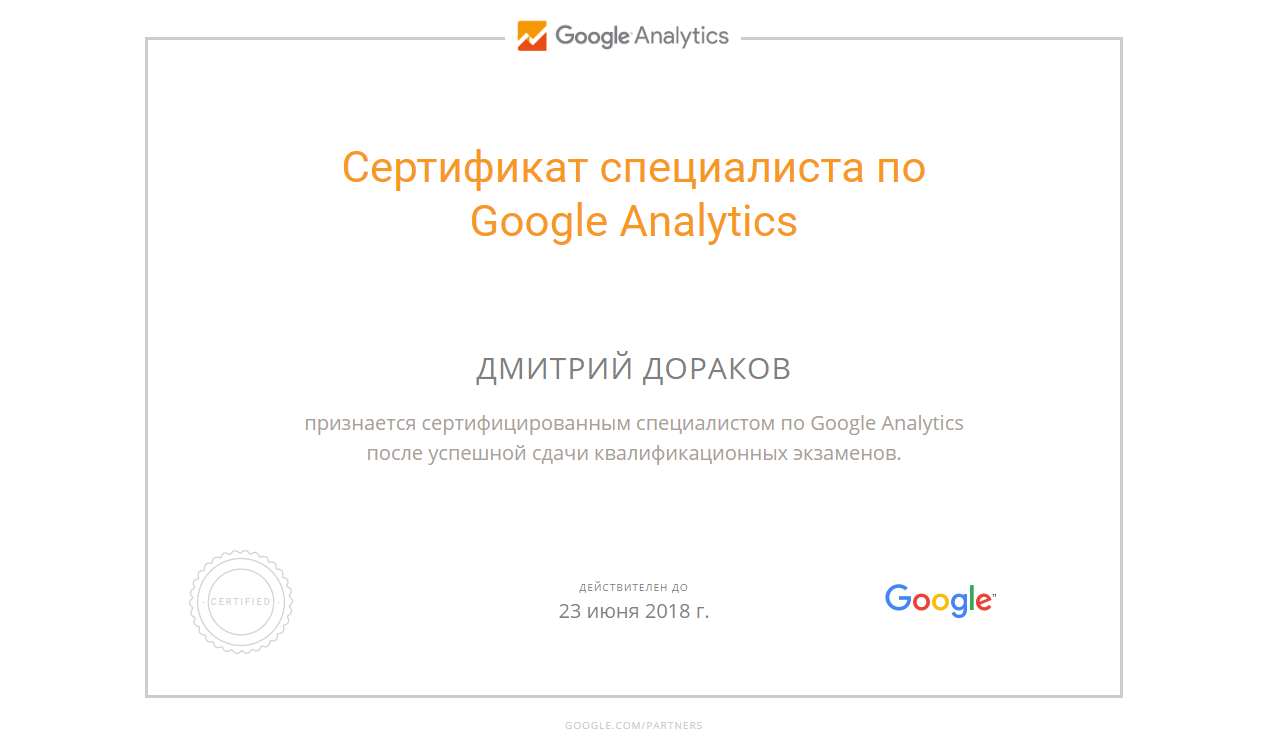 Google Analytics
Сертификат специалиста по
Google Analytics
ДМИТРИЙ ДОРАКОВ
признается сертифицированным специалистом по Google Analytics
после успешной сдачи квалификационных экзаменов.
CERTIFIED
ДЕЙСТВИТЕЛЕН ДО
23 июня 2018 г.
Google™
GOOGLE.COM/PARTNERS